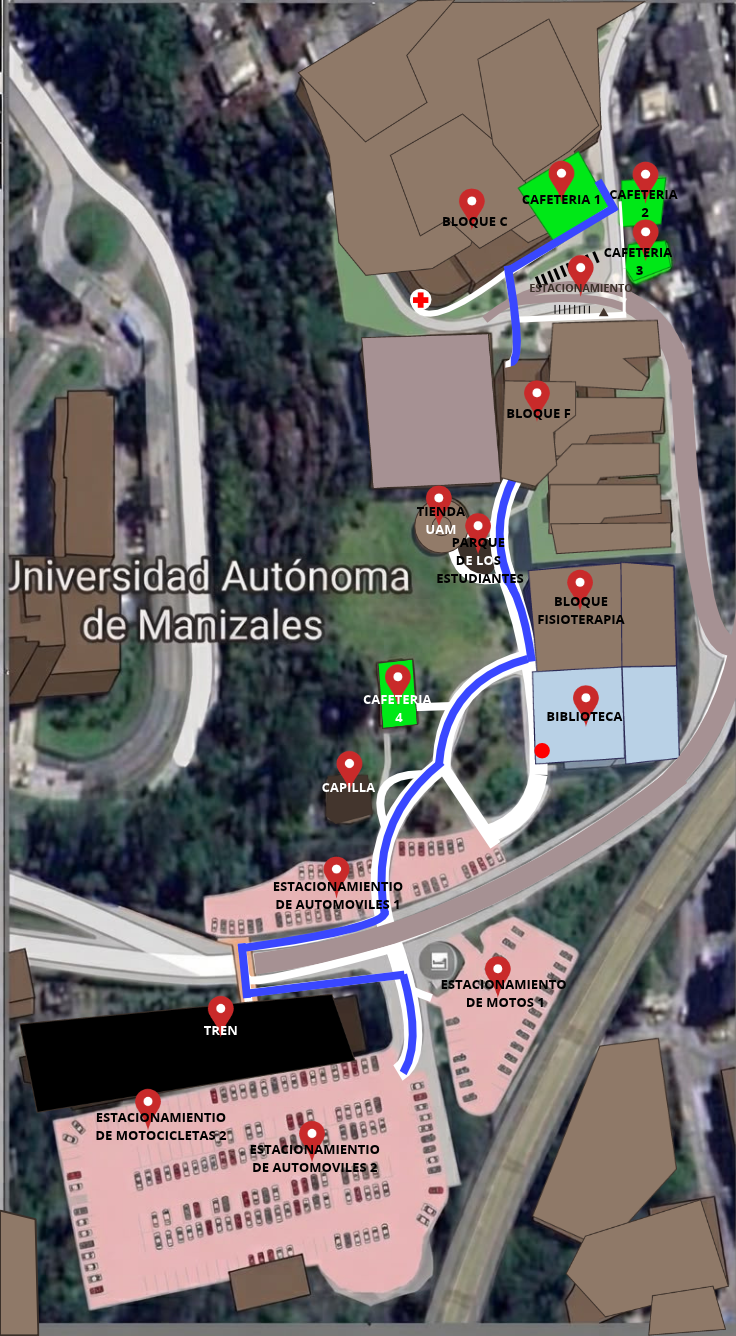 CAFETERIA 1
CAFETERIA
2
BLOQUE C
CAFETERIA
3
ESTACIONAMIENTO
BLOQUE F
TIENDA
UAM
PARQUE
DE LOS
ESTUDIANTES
Universidad Autónoma
de Manizales
BLOQUE
FISIOTERAPIA
CAFETERIA
4
BIBLIOTECA
CAPILLA
ESTACIONAMIENTIO
DE AUTOMOVILES 1
ESTACIONAMIENTO
DE MOTOS 1
TREN
ESTACIONAMIENTIO
DE MOTOCICLETAS 2
ESTACIONAMIENTIO
DE AUTOMOVILES 2